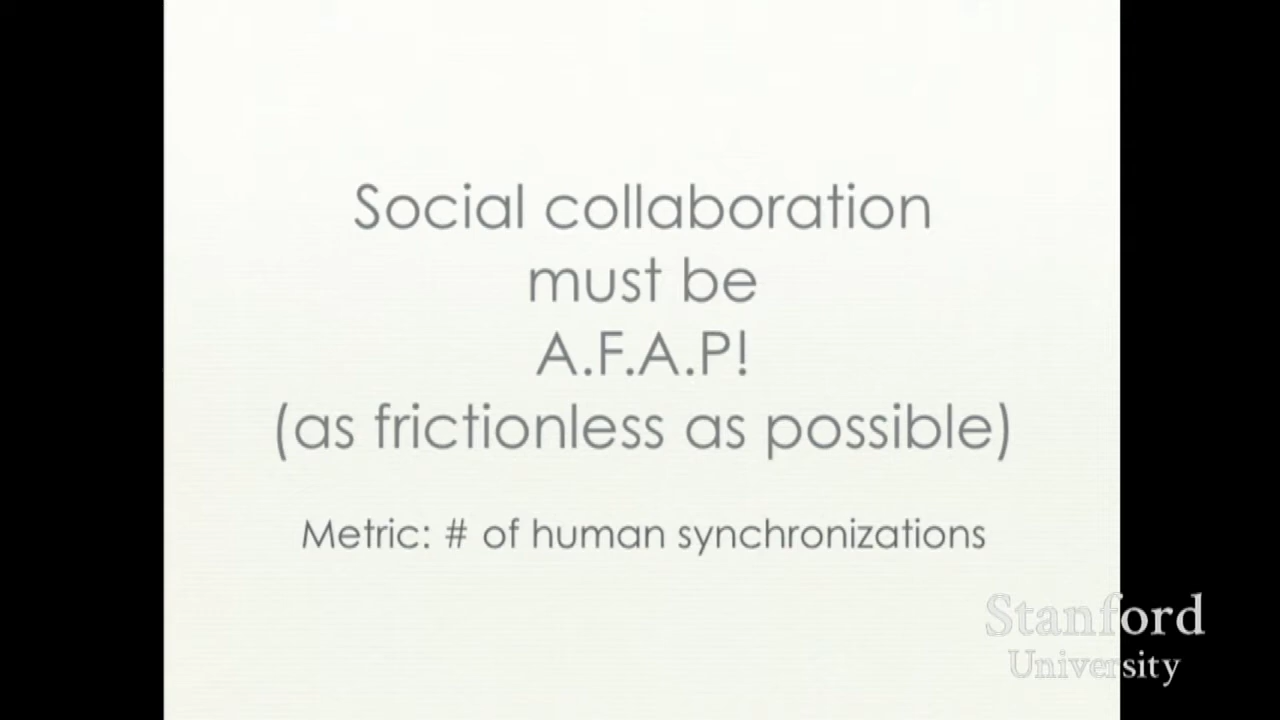 Social collaboration
must be
A.F.A.P!
(as frictionless as possible)
Metric: # of human synchronizations
Stanford
University